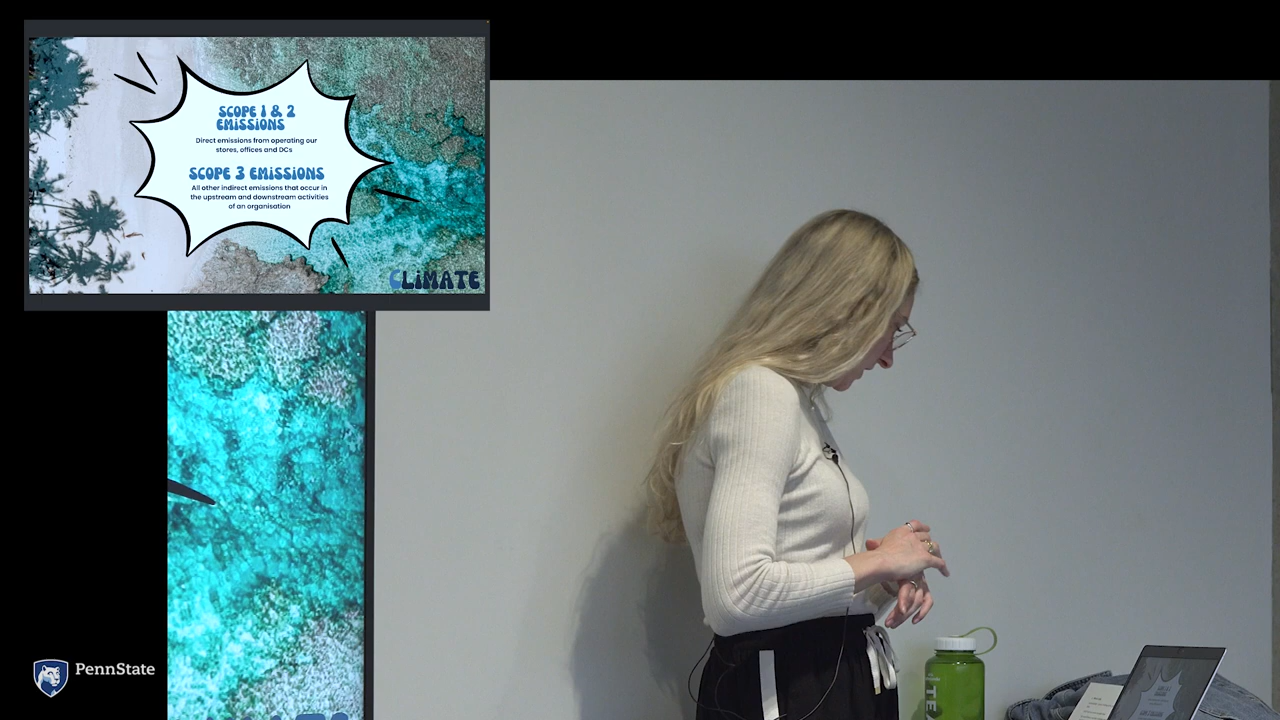 SCOPE 1 & 2
EMISSIONS
Direct emissions from operating our
stores, offices and DCs
SCOPE 3 EMISSIONS
All other indirect emissions that occur in
the upstream and downstream activities
of an organisation
CLIMATE
PennState
TE